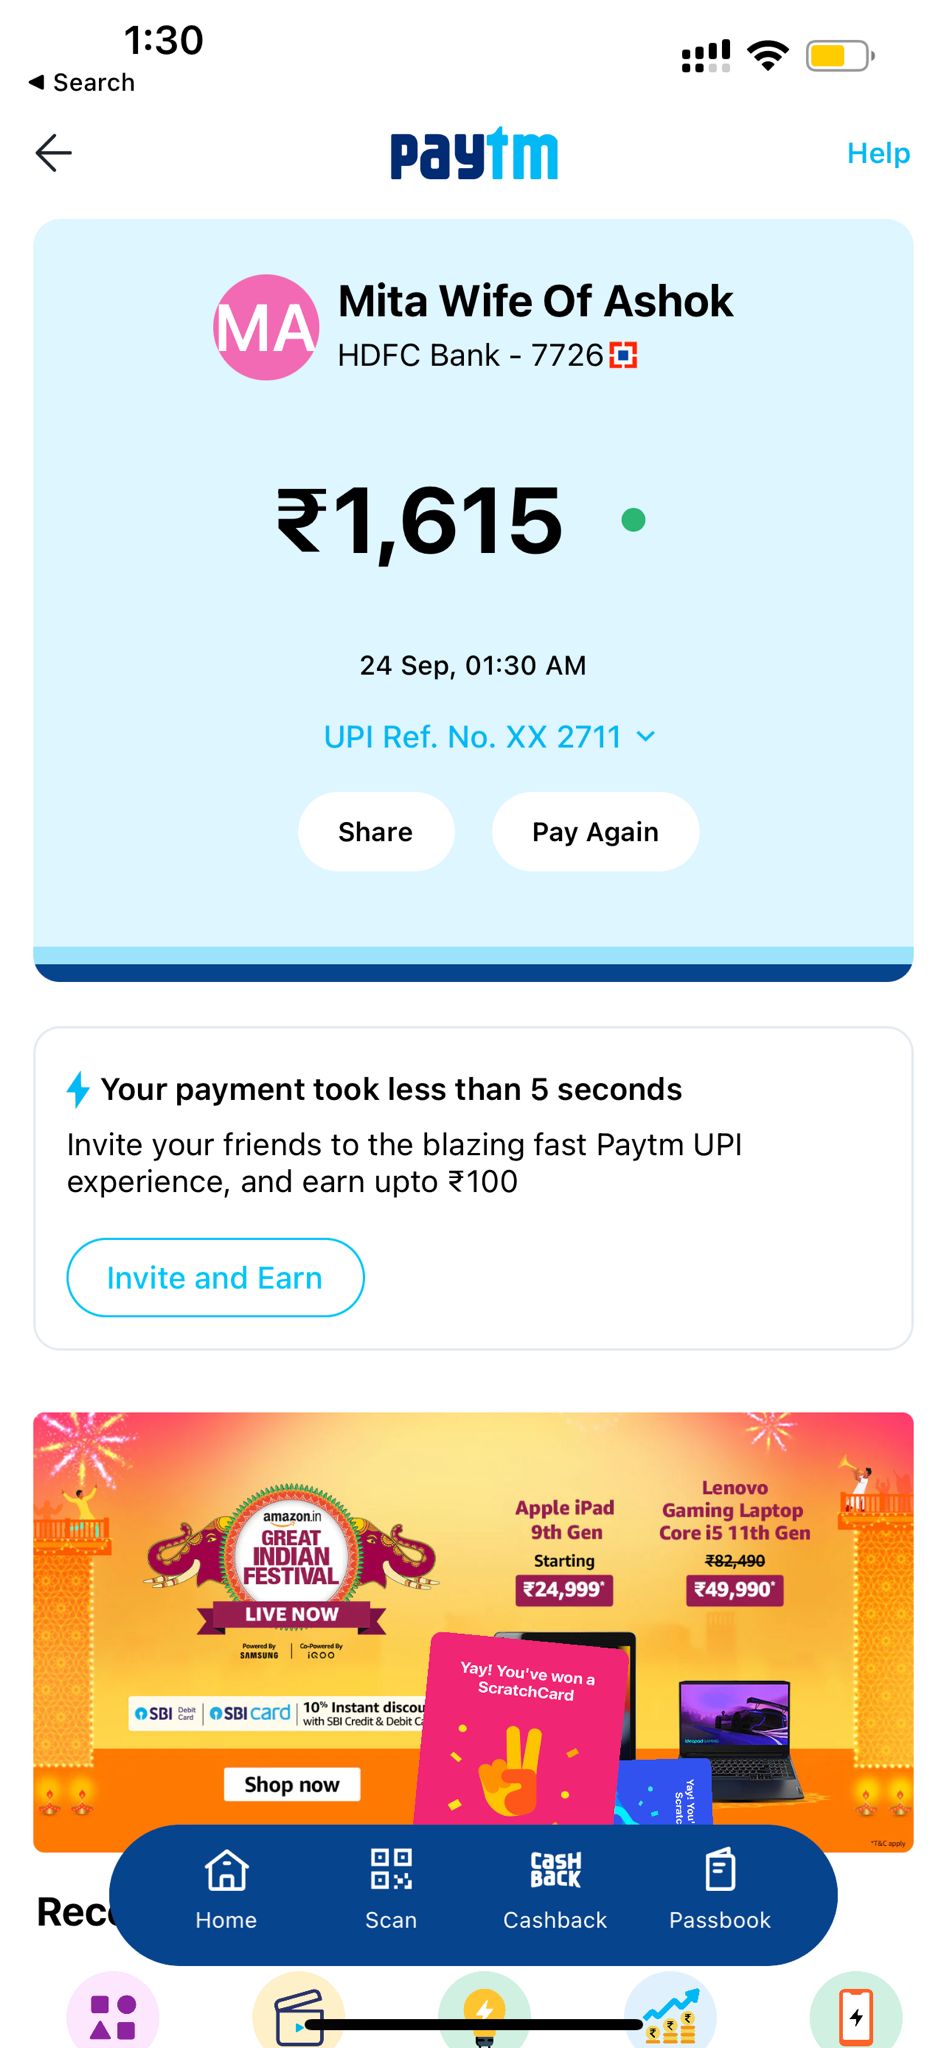 1:30
◀ Search
paytm
Help
MA
Mita Wife Of Ashok
HDFC Bank - 7726
₹1,615
24 Sep, 01:30 AM
UPI Ref. No. XX 2711
Share
Pay Again
Your payment took less than 5 seconds
Invite your friends to the blazing fast Paytm UPI
experience, and earn upto ₹100
Invite and Earn
amazon.in
GREAT
INDIAN
FESTIVAL
LIVE NOW
Powered By
SAMSUNG
Co-Powered By
iQOO
Apple iPad
9th Gen
Starting
₹24,999*
Lenovo
Gaming Laptop
Core i5 11th Gen
₹82,490
₹49,990*
SBI Debit Card
SBI card
10% Instant discou
with SBI Credit & Debit Ca
Shop now
Yay! You've won a
ScratchCard
Yay! You'
Scratc
ideapad GAMING
*T&C apply
Rec
Home
Scan
CASH
BACK
Cashback
Passbook